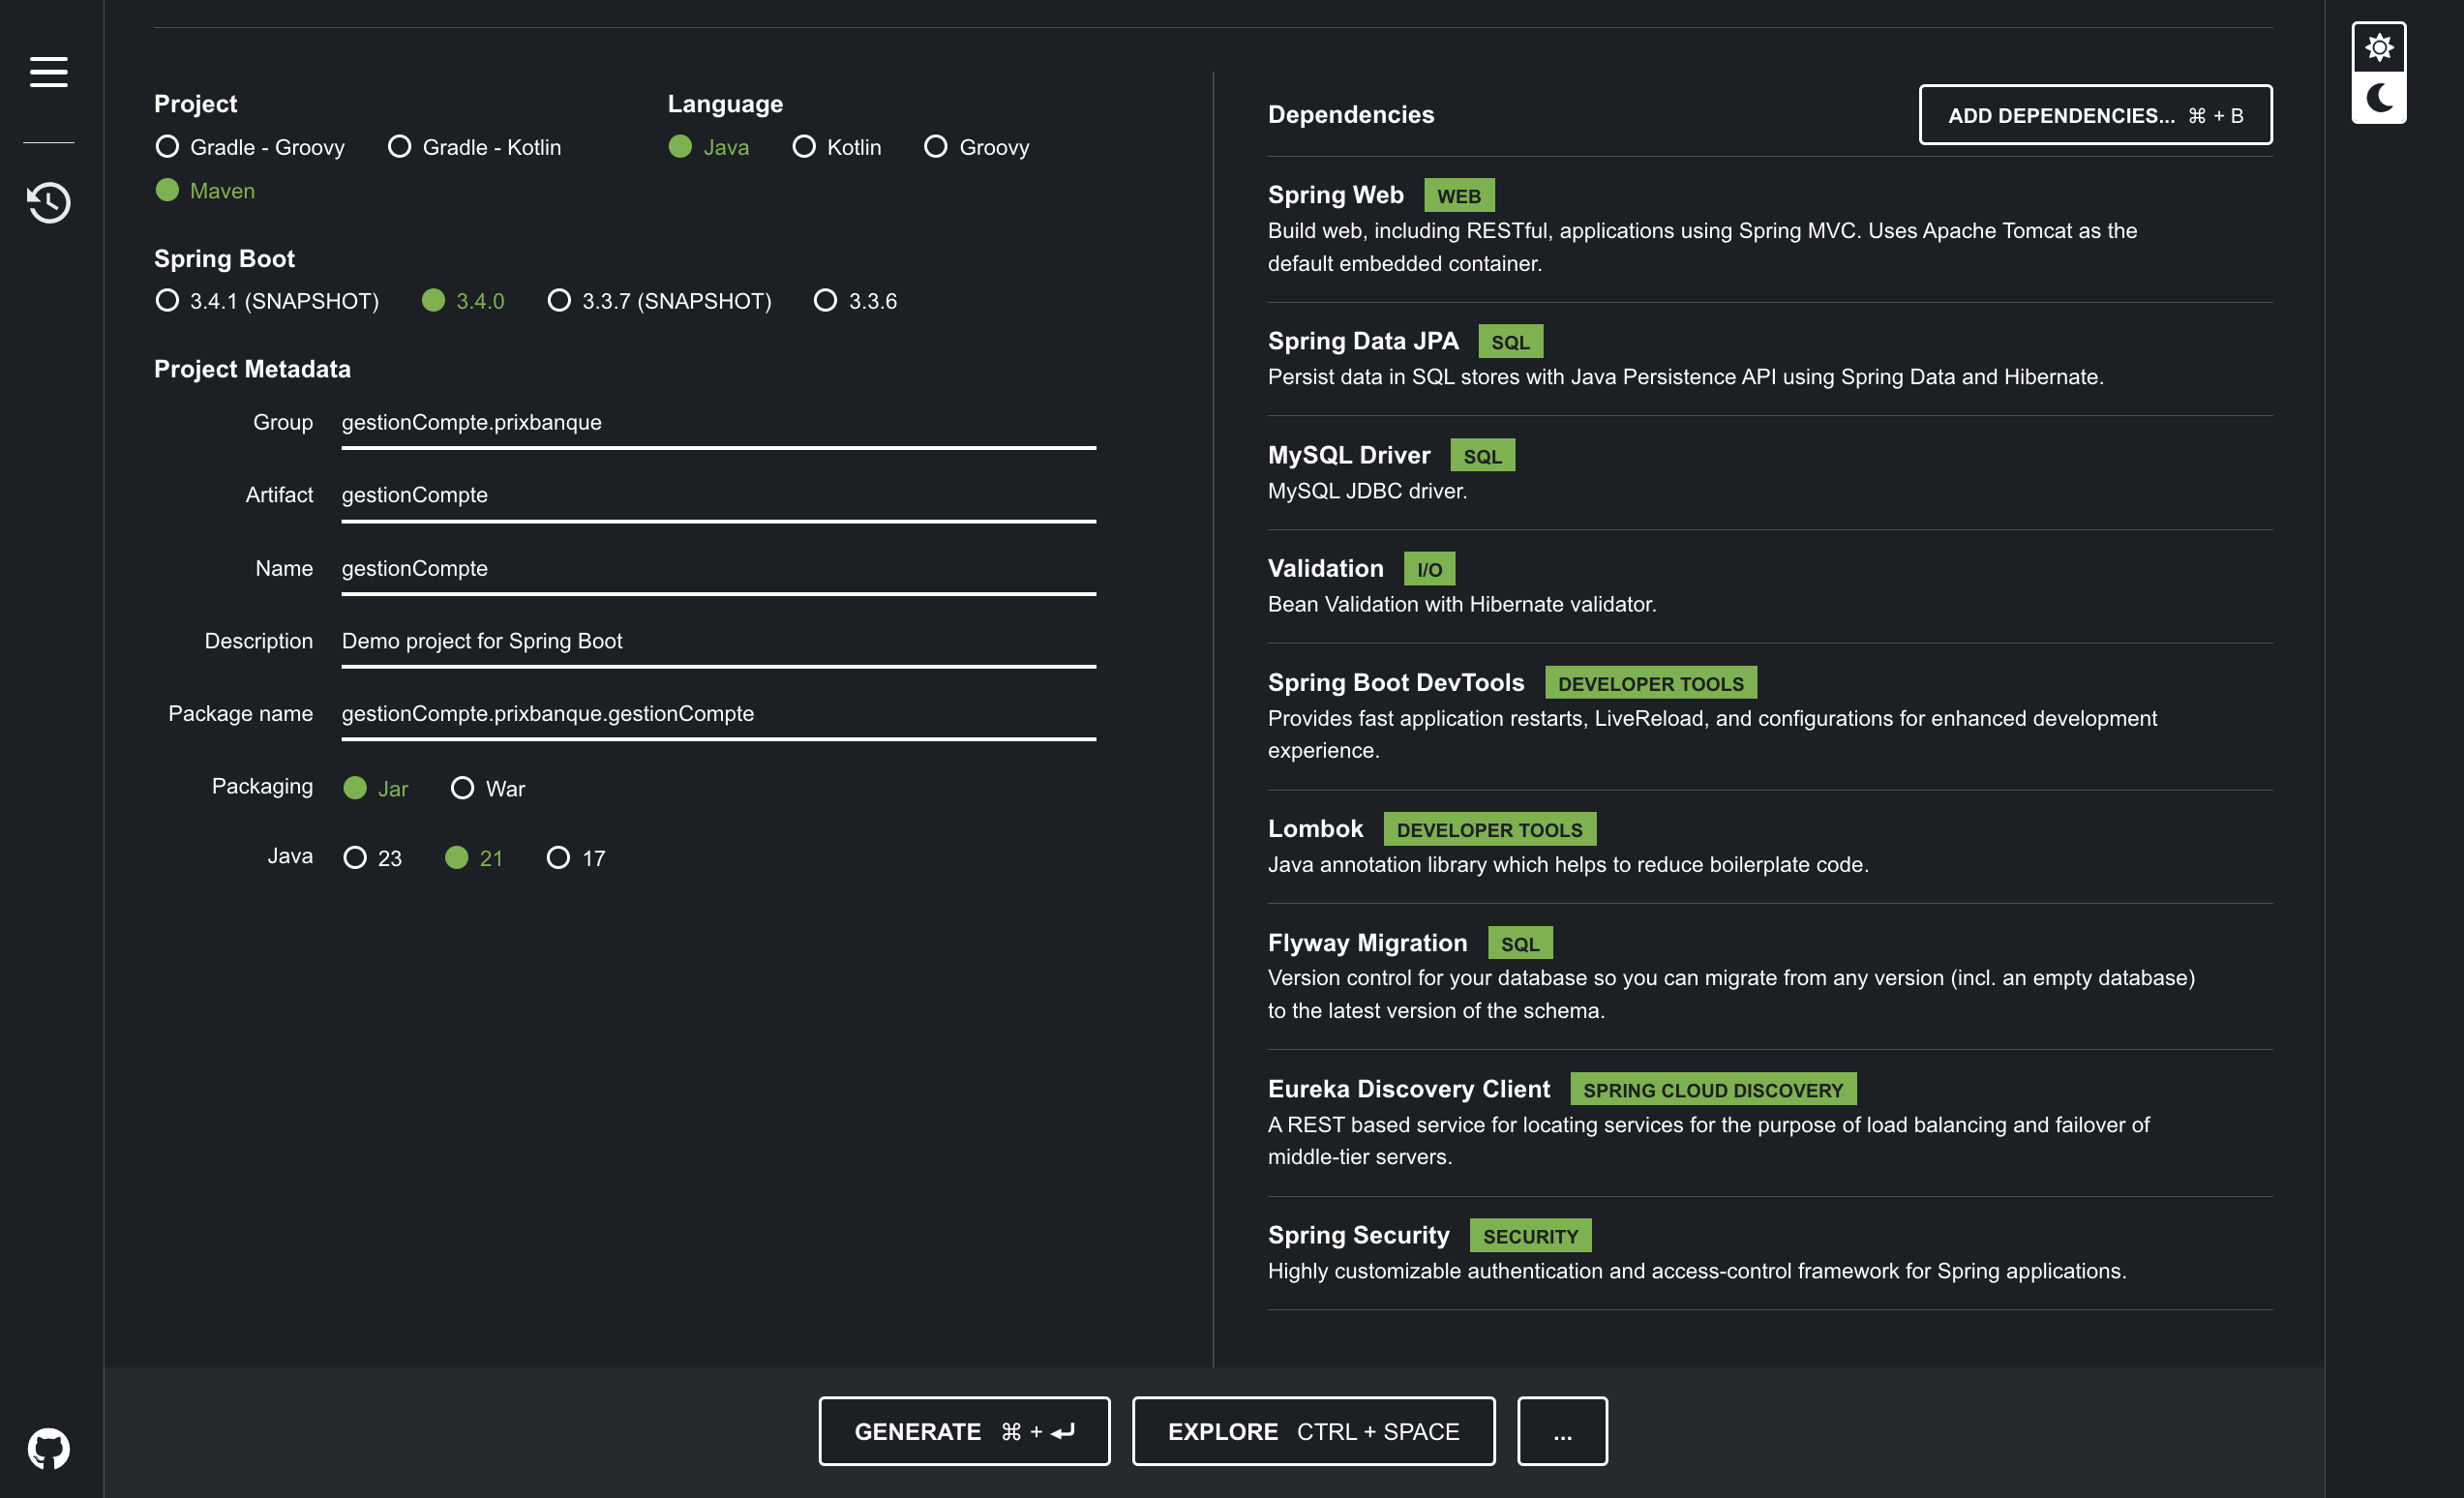 Project
Gradle - Groovy Gradle - Kotlin
Maven
Language
Java Kotlin Groovy
Spring Boot
3.4.1 (SNAPSHOT) 3.4.0 3.3.7 (SNAPSHOT) 3.3.6
Project Metadata
Group gestionCompte.prixbanque
Artifact gestionCompte
Name gestionCompte
Description Demo project for Spring Boot
Package name gestionCompte.prixbanque.gestionCompte
Packaging Jar War
Java 23 21 17
Dependencies ADD DEPENDENCIES... ⌘ + B
Spring Web WEB
Build web, including RESTful, applications using Spring MVC. Uses Apache Tomcat as the
default embedded container.
Spring Data JPA SQL
Persist data in SQL stores with Java Persistence API using Spring Data and Hibernate.
MySQL Driver SQL
MySQL JDBC driver.
Validation I/O
Bean Validation with Hibernate validator.
Spring Boot DevTools DEVELOPER TOOLS
Provides fast application restarts, LiveReload, and configurations for enhanced development
experience.
Lombok DEVELOPER TOOLS
Java annotation library which helps to reduce boilerplate code.
Flyway Migration SQL
Version control for your database so you can migrate from any version (incl. an empty database)
to the latest version of the schema.
Eureka Discovery Client SPRING CLOUD DISCOVERY
A REST based service for locating services for the purpose of load balancing and failover of
middle-tier servers.
Spring Security SECURITY
Highly customizable authentication and access-control framework for Spring applications.
GENERATE ⌘ + ⏎ EXPLORE CTRL + SPACE ...